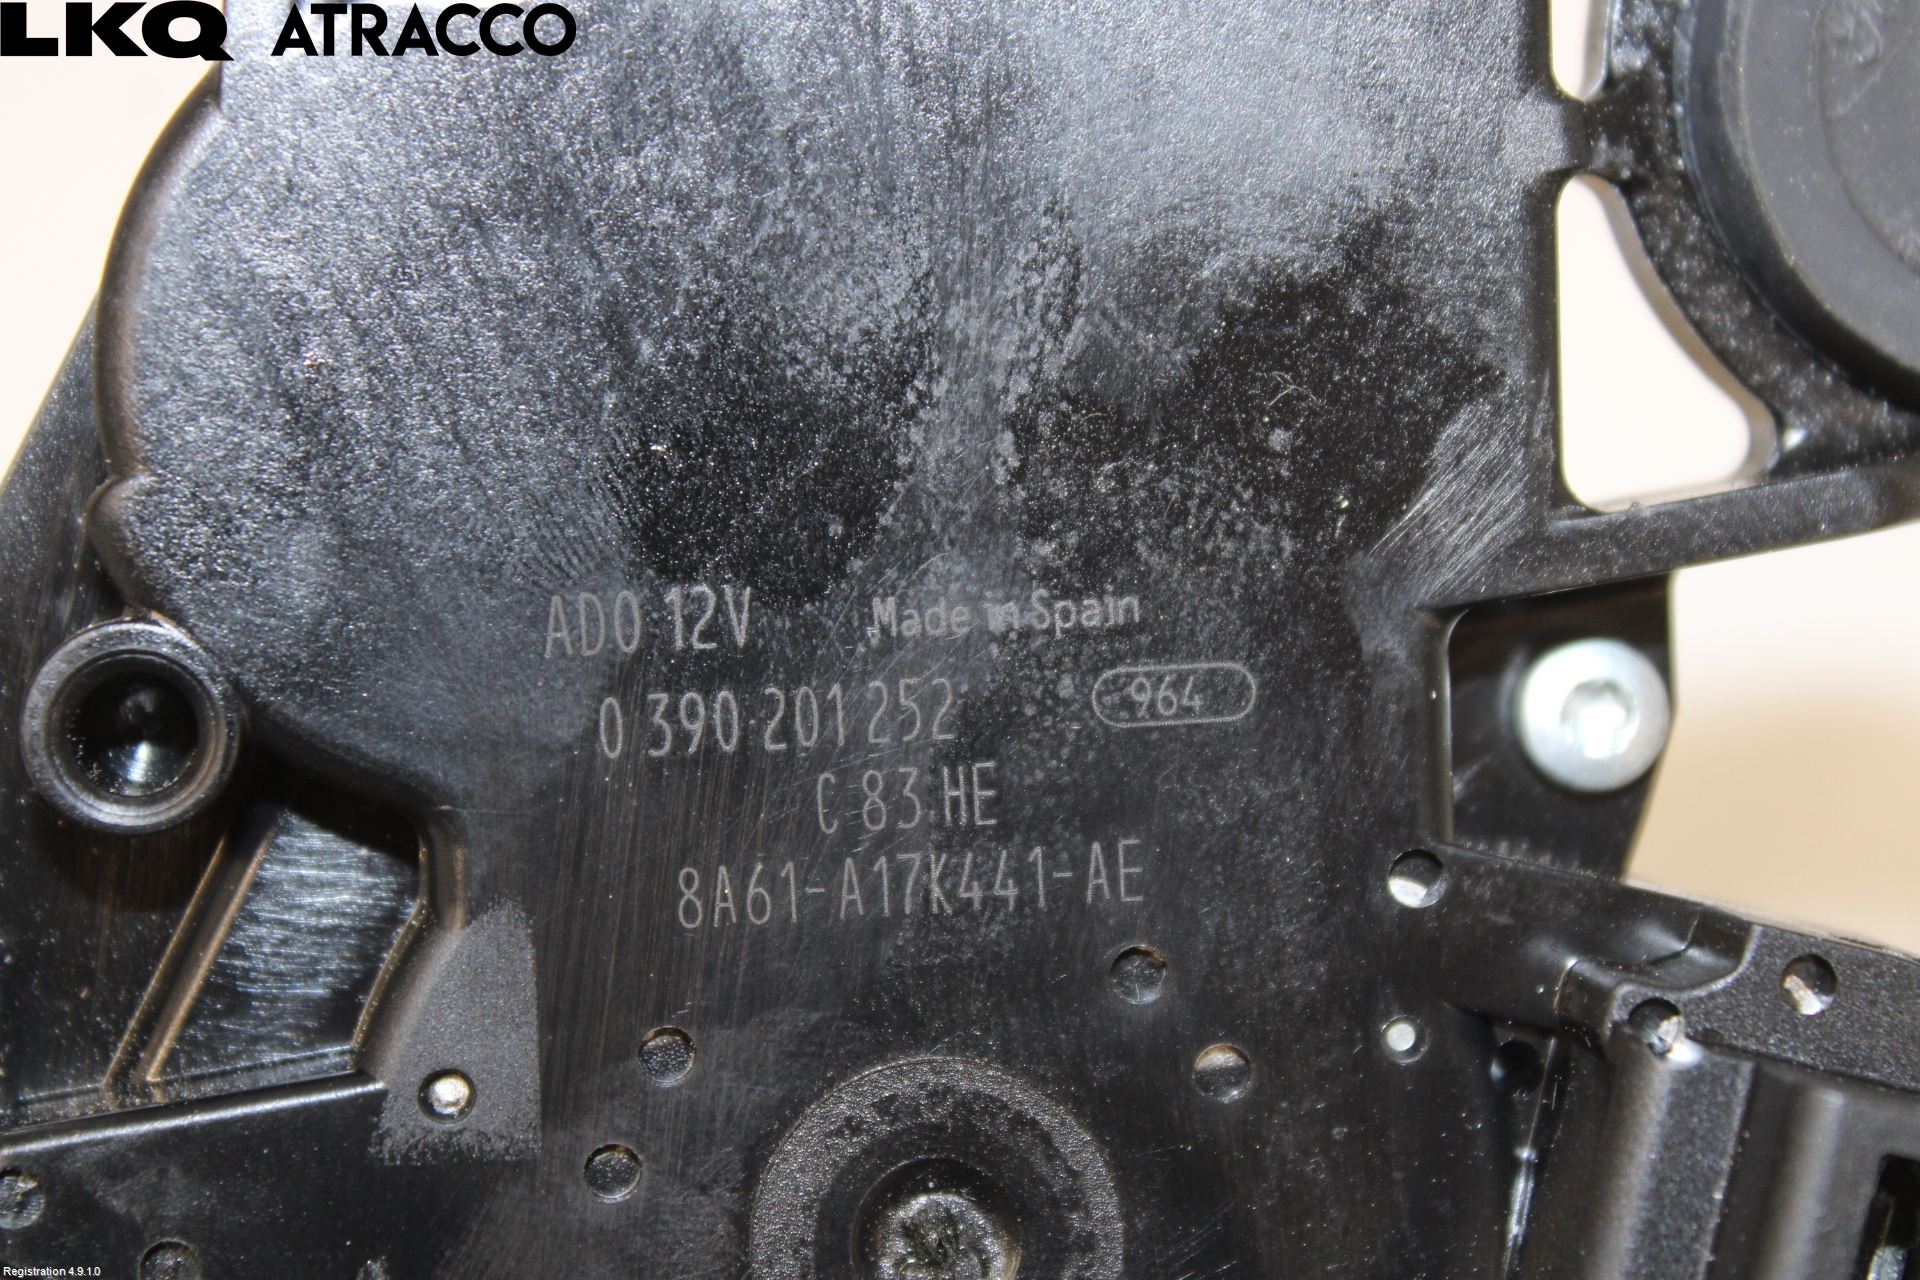 LKQ ATRACCO
AD0 12V Made in Spain
0 390 201 252 964
C 83 HE
8A61-A17K441-AE
Registration 4.9.1.0